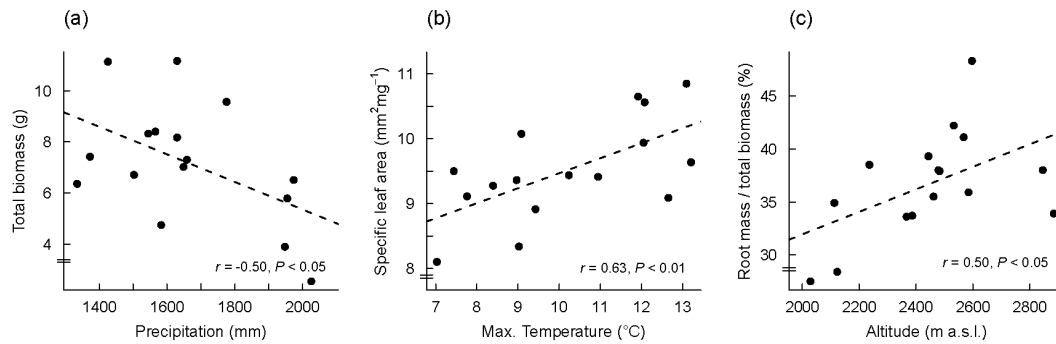 (a)
Total biomass (g)
10
8
6
4
1400 1600 1800 2000
Precipitation (mm)
r = -0.50, P < 0.05
(b)
Specific leaf area (mm²mg⁻¹)
11
10
9
8
7 8 9 10 11 12 13
Max. Temperature (°C)
r = 0.63, P < 0.01
(c)
Root mass / total biomass (%)
45
40
35
30
2000 2200 2400 2600 2800
Altitude (m a.s.l.)
r = 0.50, P < 0.05